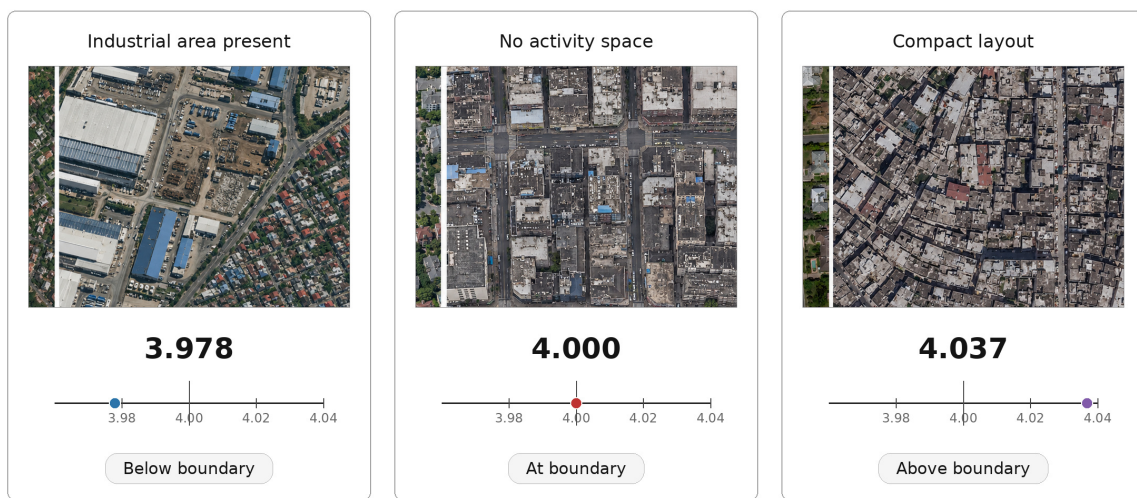 Industrial area present
3.978
3.98 4.00 4.02 4.04
Below boundary
No activity space
4.000
3.98 4.00 4.02 4.04
At boundary
Compact layout
4.037
3.98 4.00 4.02 4.04
Above boundary